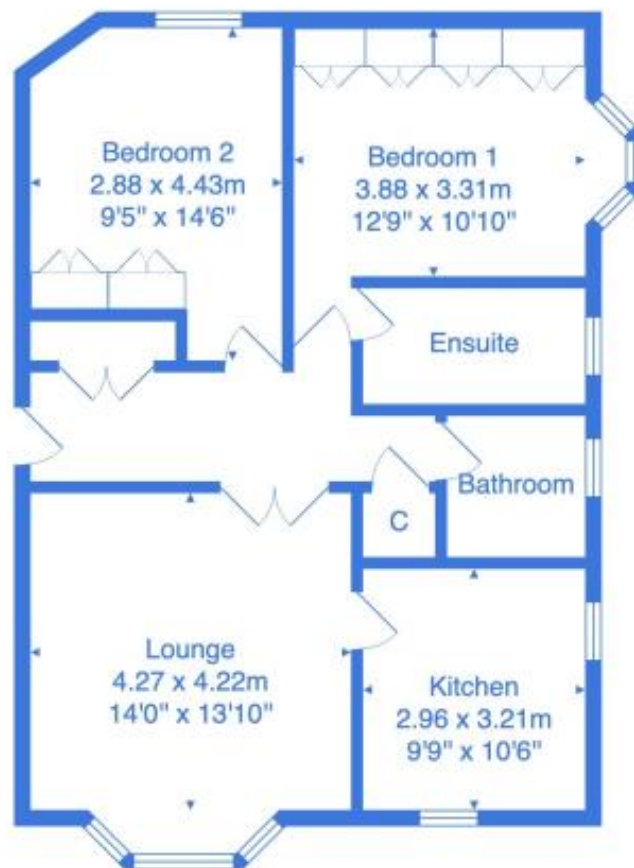 Bedroom 2
2.88 x 4.43m
9'5" x 14'6"
Bedroom 1
3.88 x 3.31m
12'9" x 10'10"
Ensuite
Bathroom
C
Lounge
4.27 x 4.22m
14'0" x 13'10"
Kitchen
2.96 x 3.21m
9'9" x 10'6"